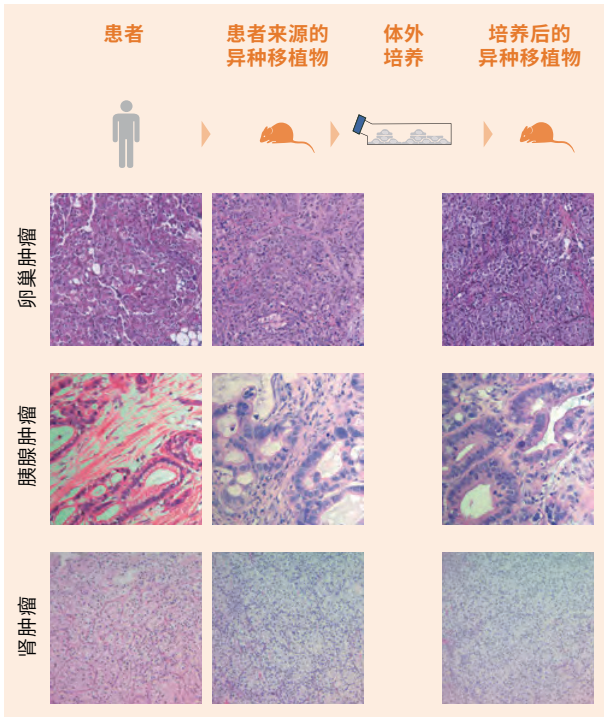 患者
患者来源的
异种移植物
体外
培养
培养后的
异种移植物
卵巢肿瘤
胰腺肿瘤
肾肿瘤